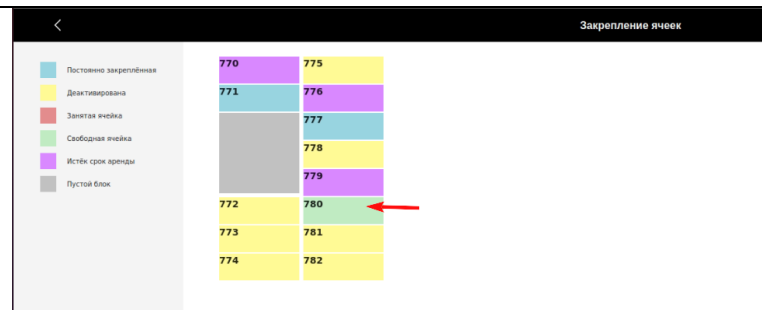 Закрепление ячеек
Постоянно закреплённая
Деактивирована
Занятая ячейка
Свободная ячейка
Истёк срок аренды
Пустой блок
770 775
771 776
777
778
779
772 780
773 781
774 782